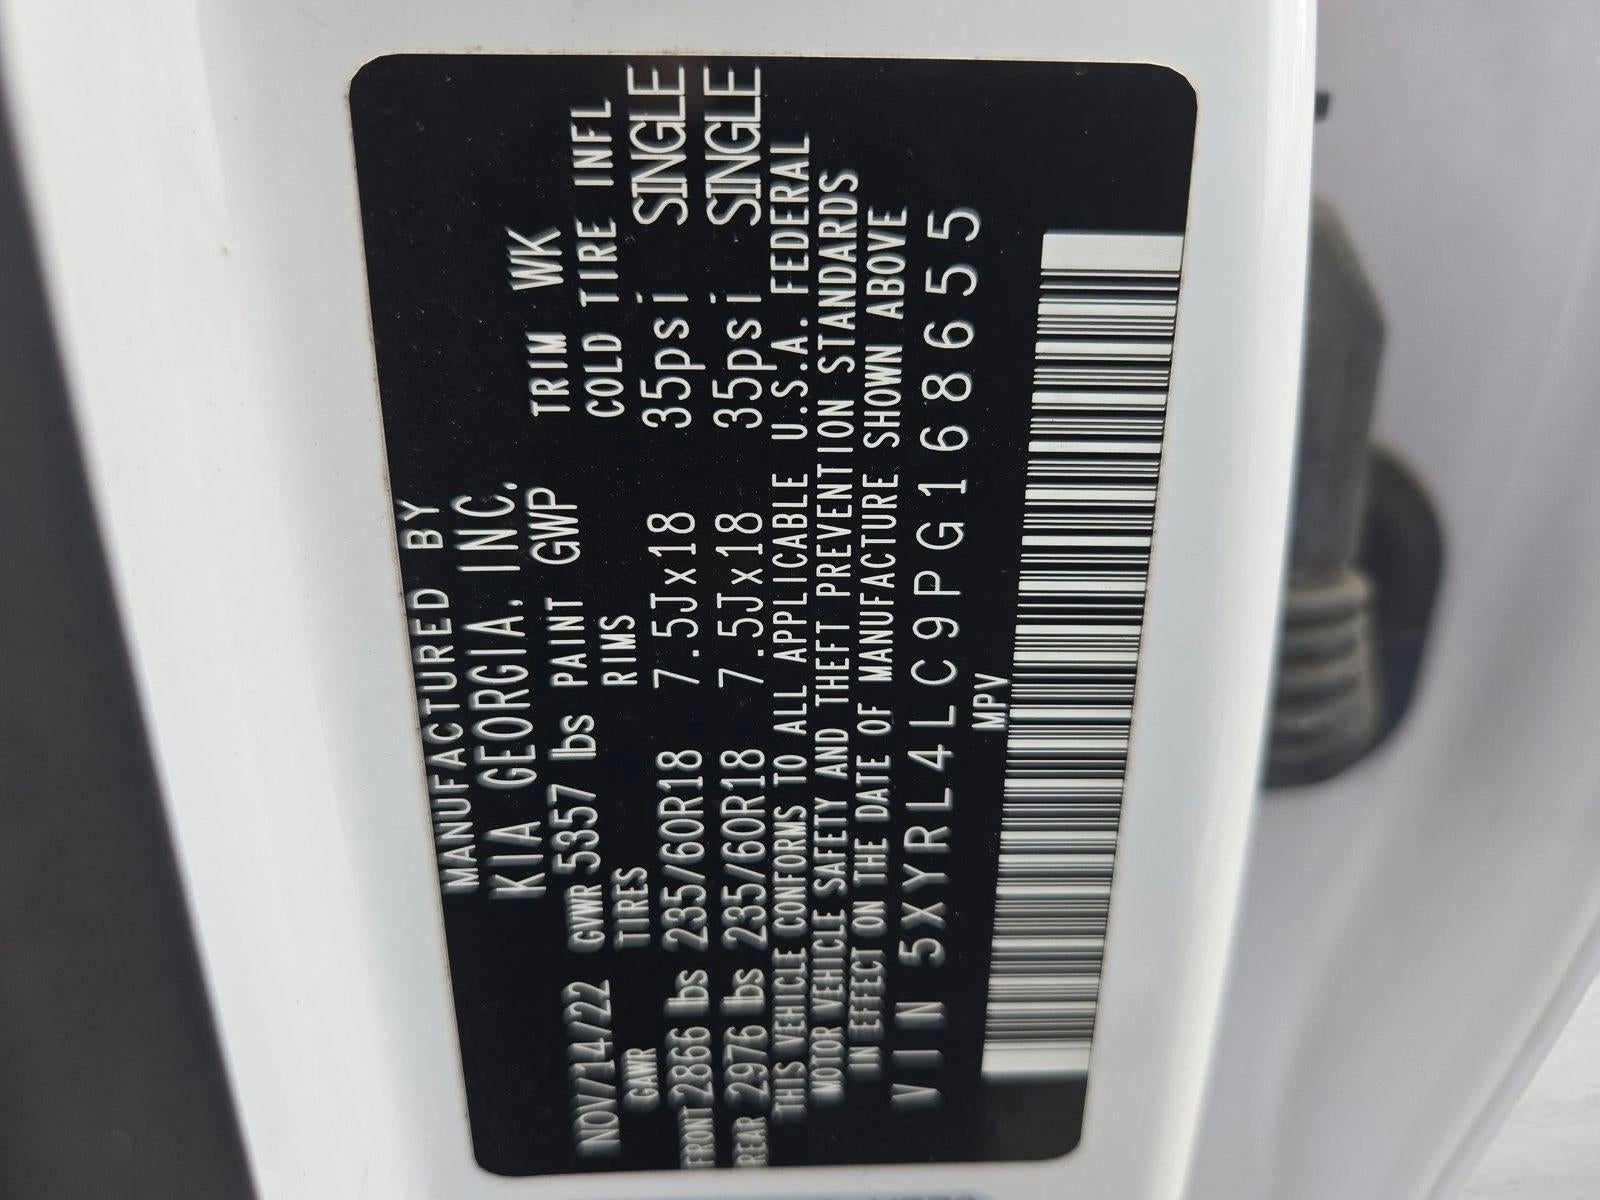 MANUFACTURED BY
KIA GEORGIA, INC.
NOV/14/22 GVWR 5357 lbs PAINT GWP TRIM WK
GAWR TIRES RIMS COLD TIRE INFL
FRONT 2866 lbs 235/60R18 7.5Jx18 35psi SINGLE
REAR 2976 lbs 235/60R18 7.5Jx18 35psi SINGLE
THIS VEHICLE CONFORMS TO ALL APPLICABLE U.S.A. FEDERAL
MOTOR VEHICLE SAFETY AND THEFT PREVENTION STANDARDS
IN EFFECT ON THE DATE OF MANUFACTURE SHOWN ABOVE
VIN 5XYRL4LC9PG168655
MPV